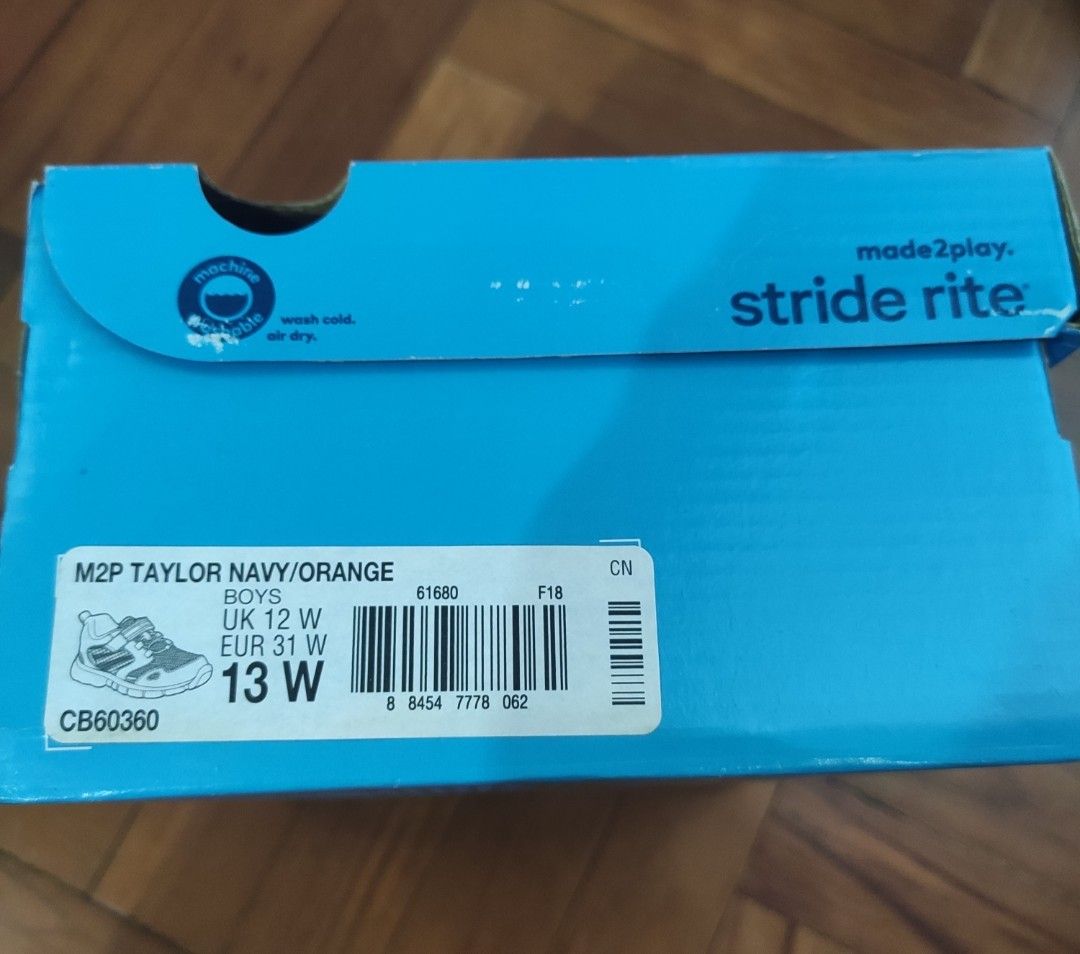 machine
washable
wash cold.
air dry.
made2play.
stride rite
M2P TAYLOR NAVY/ORANGE
CN
BOYS
61680
F18
UK 12 W
EUR 31 W
13 W
8 8454 7778 062
CB60360